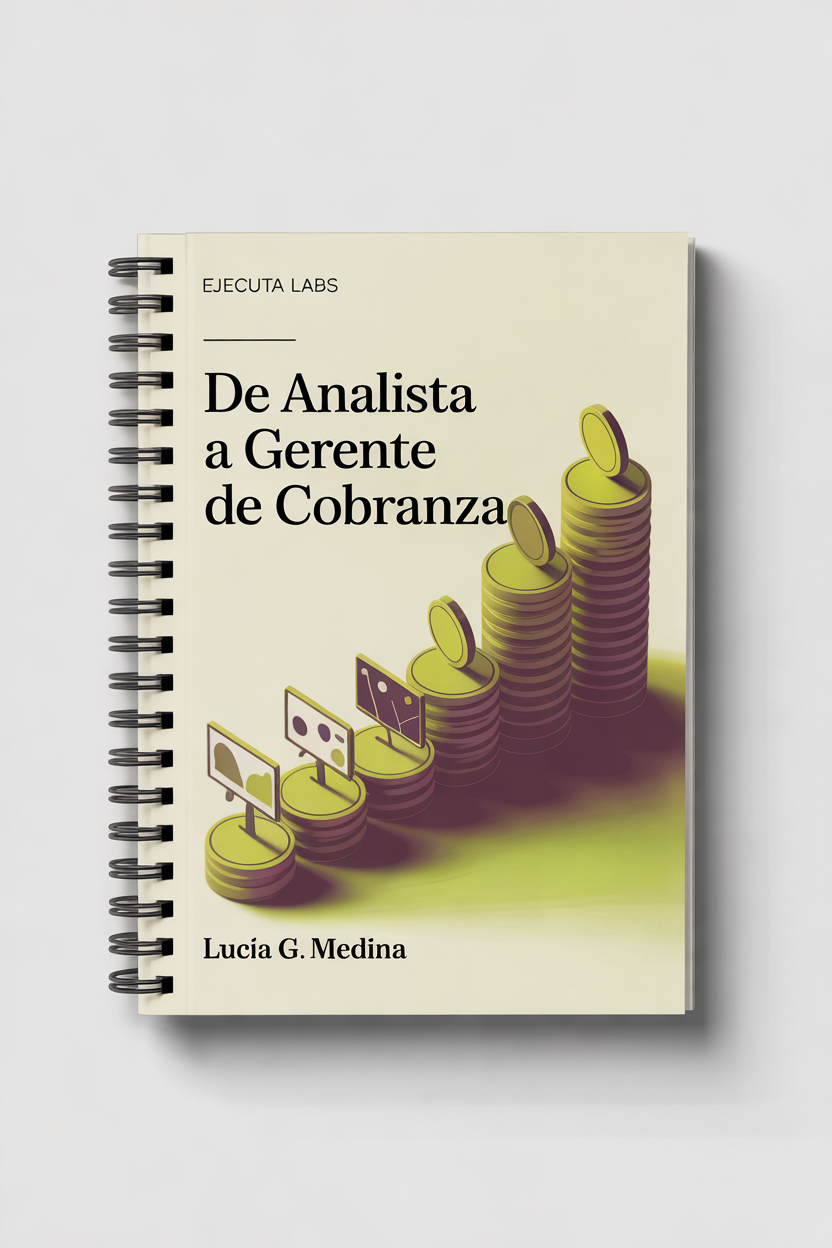 EJECUTA LABS
De Analista
a Gerente
de Cobranza
Lucía G. Medina